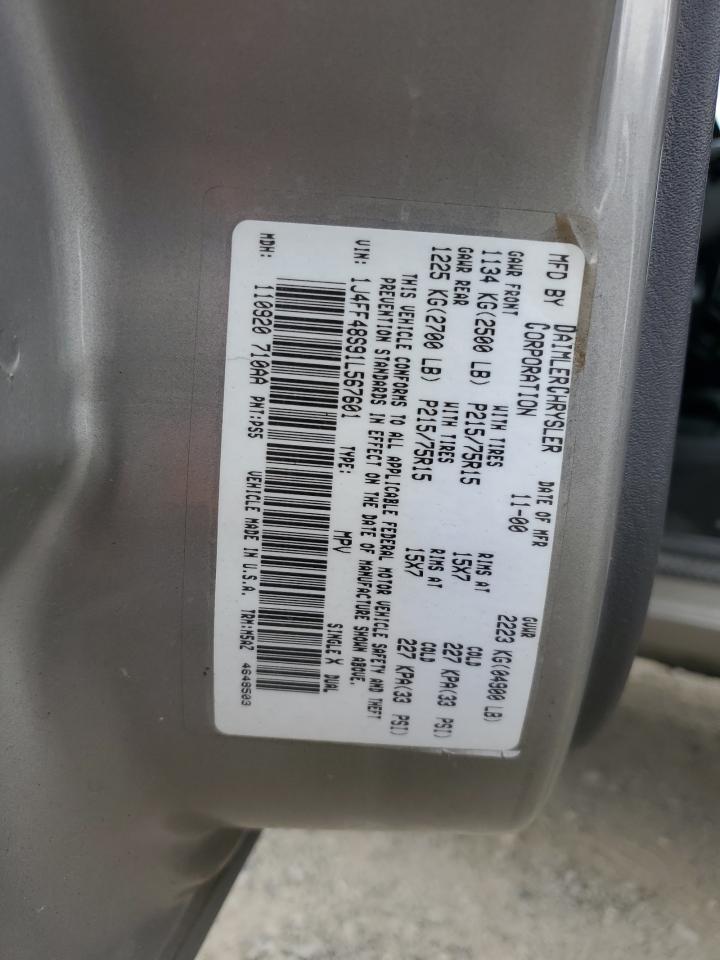 MFD BY DAIMLERCHRYSLER CORPORATION
DATE OF MFR 11-00
GVWR 2223 KG(04900 LB)
GAWR FRONT WITH TIRES RIMS AT COLD
1134 KG(2500 LB) P215/75R15 15X7 227 KPA(33 PSI)
GAWR REAR WITH TIRES RIMS AT COLD
1225 KG(2700 LB) P215/75R15 15X7 227 KPA(33 PSI)
THIS VEHICLE CONFORMS TO ALL APPLICABLE FEDERAL MOTOR VEHICLE SAFETY AND THEFT
PREVENTION STANDARDS IN EFFECT ON THE DATE OF MANUFACTURE SHOWN ABOVE.
VIN: 1J4FF48S91L567601 TYPE: MPV SINGLE X DUAL
MDH: 110920 710AA PNT:PS5 VEHICLE MADE IN U.S.A. TRM:M5AZ 4648503